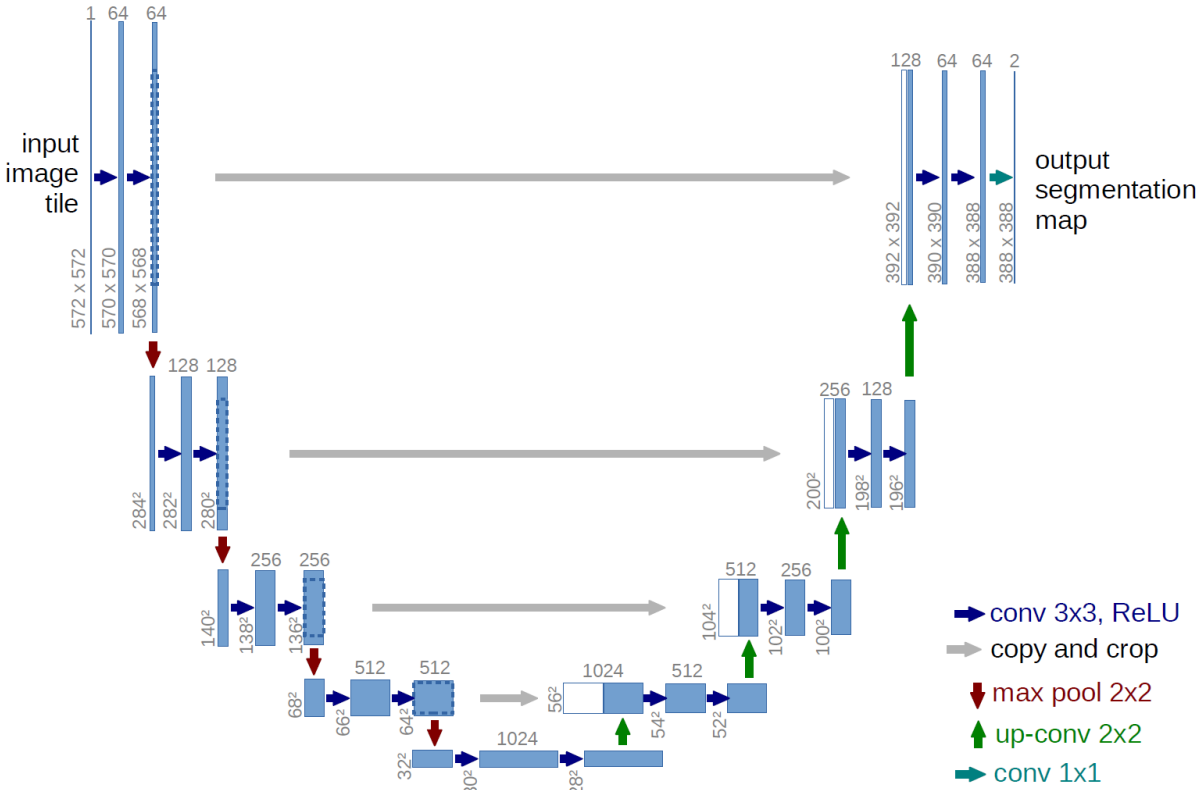 1 64 64
128 64 64 2
input
image
tile
output
segmentation
map
572 x 572
570 x 570
568 x 568
392 x 392
390 x 390
388 x 388
388 x 388
128 128
256 128
284²
282²
280²
200²
198²
196²
256 256
512 256
140²
138²
136²
104²
102²
100²
512 512
1024 512
68²
66²
64²
56²
54²
52²
1024
32²
conv 3x3, ReLU
copy and crop
max pool 2x2
up-conv 2x2
conv 1x1